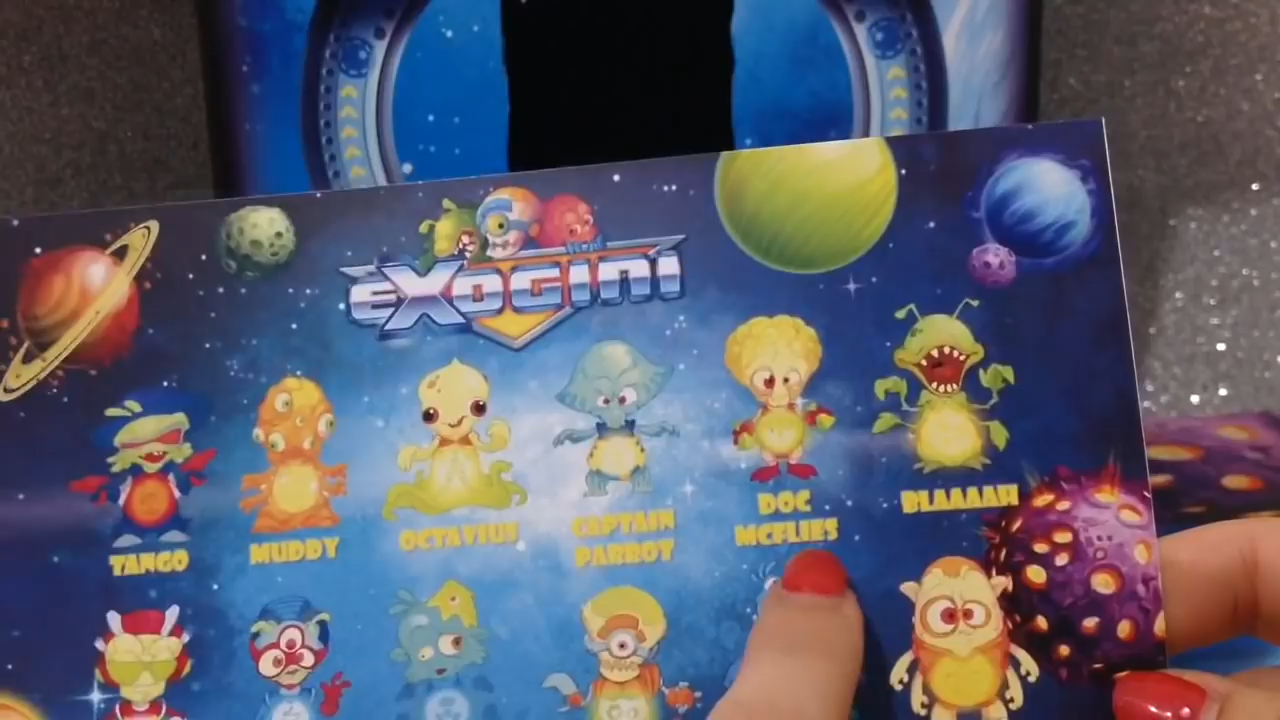 EXOGINI
TANGO
MUDDY
OCTAVIUS
CAPTAIN
PARROT
DOC
MCFLIES
BLAAAAH